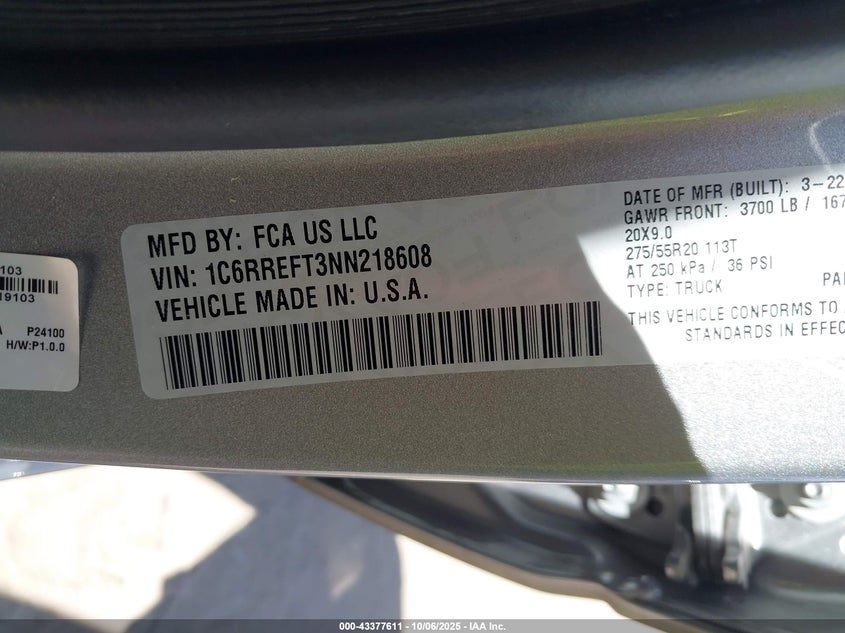 103
19103
A
P24100
H/W:P1.0.0
MFD BY: FCA US LLC
VIN: 1C6RREFT3NN218608
VEHICLE MADE IN: U.S.A.
DATE OF MFR (BUILT): 3-22
GAWR FRONT: 3700 LB / 167
20X9.0
275/55R20 113T
AT 250 kPa / 36 PSI
TYPE: TRUCK
PA
THIS VEHICLE CONFORMS TO
STANDARDS IN EFFEC
000-43377611 - 10/06/2025 - IAA Inc.